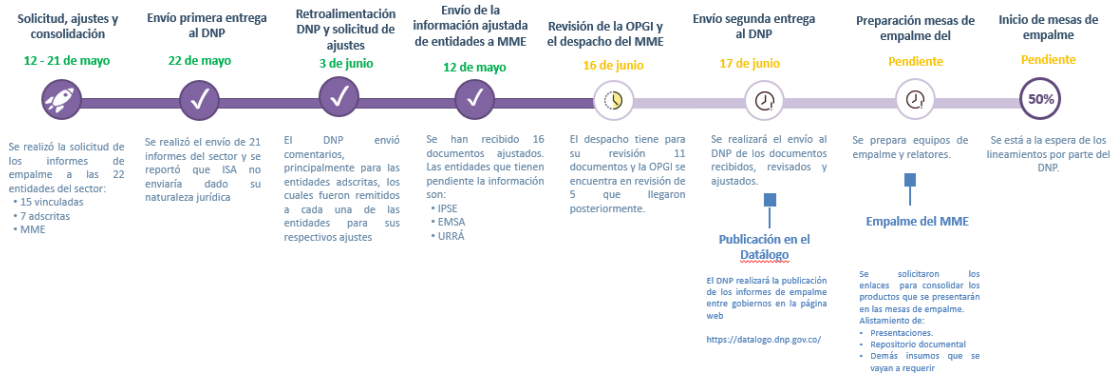 Solicitud, ajustes y
consolidación
12 - 21 de mayo
Se realizó la solicitud de
los informes de
empalme a las 22
entidades del sector:
• 15 vinculadas
• 7 adscritas
• MME
Envío primera entrega
al DNP
22 de mayo
Se realizó el envío de 21
informes del sector y se
reportó que ISA no
enviaría dado su
naturaleza jurídica
Retroalimentación
DNP y solicitud de
ajustes
3 de junio
El DNP envió
comentarios,
principalmente para las
entidades adscritas, los
cuales fueron remitidos
a cada una de las
entidades para sus
respectivos ajustes
Envío de la
información ajustada
de entidades a MME
12 de mayo
Se han recibido 16
documentos ajustados.
Las entidades que tienen
pendiente la información
son:
• IPSE
• EMSA
• URRÁ
Revisión de la OPGI y
el despacho del MME
16 de junio
El despacho tiene para
su revisión 11
documentos y la OPGI se
encuentra en revisión de
5 que llegaron
posteriormente.
Envío segunda entrega
al DNP
17 de junio
Se realizará el envío al
DNP de los documentos
recibidos, revisados y
ajustados.
Publicación en el
Datálogo
El DNP realizará la publicación
de los informes de empalme
entre gobiernos en la página
web
https://datalogo.dnp.gov.co/
Preparación mesas de
empalme del
Pendiente
Se prepara equipos de
empalme y relatores.
Empalme del MME
Se solicitaron los
enlaces para consolidar los
productos que se presentarán
en las mesas de empalme.
Alistamiento de:
- Presentaciones.
- Repositorio documental
- Demás insumos que se
vayan a requerir
Inicio de mesas de
empalme
Pendiente
50%
Se está a la espera de los
lineamientos por parte del
DNP.